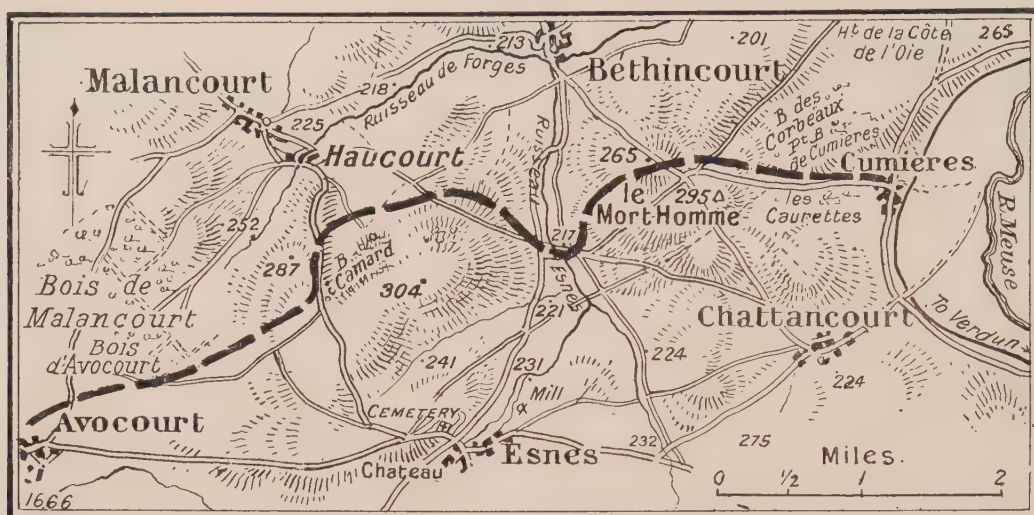 213
201
Ht. de la Côte
de l'Oie
265
Malancourt
218
Ruisseau de Forges
Béthincourt
225
B. des
Corbeaux
Pt. B.
de Cumières
Haucourt
265
Cumières
Ruisseau
le
Mort-Homme
295
les
Caurettes
R. Meuse
252
217
287
B.
Camard
304
d'Esnes
Bois de
Malancourt
221
Chattancourt
To Verdun
Bois
d'Avocourt
241
231
224
Mill
224
Avocourt
CEMETERY
Chateau
Esnes
232
275
Miles.
0 1/2 1 2
1666